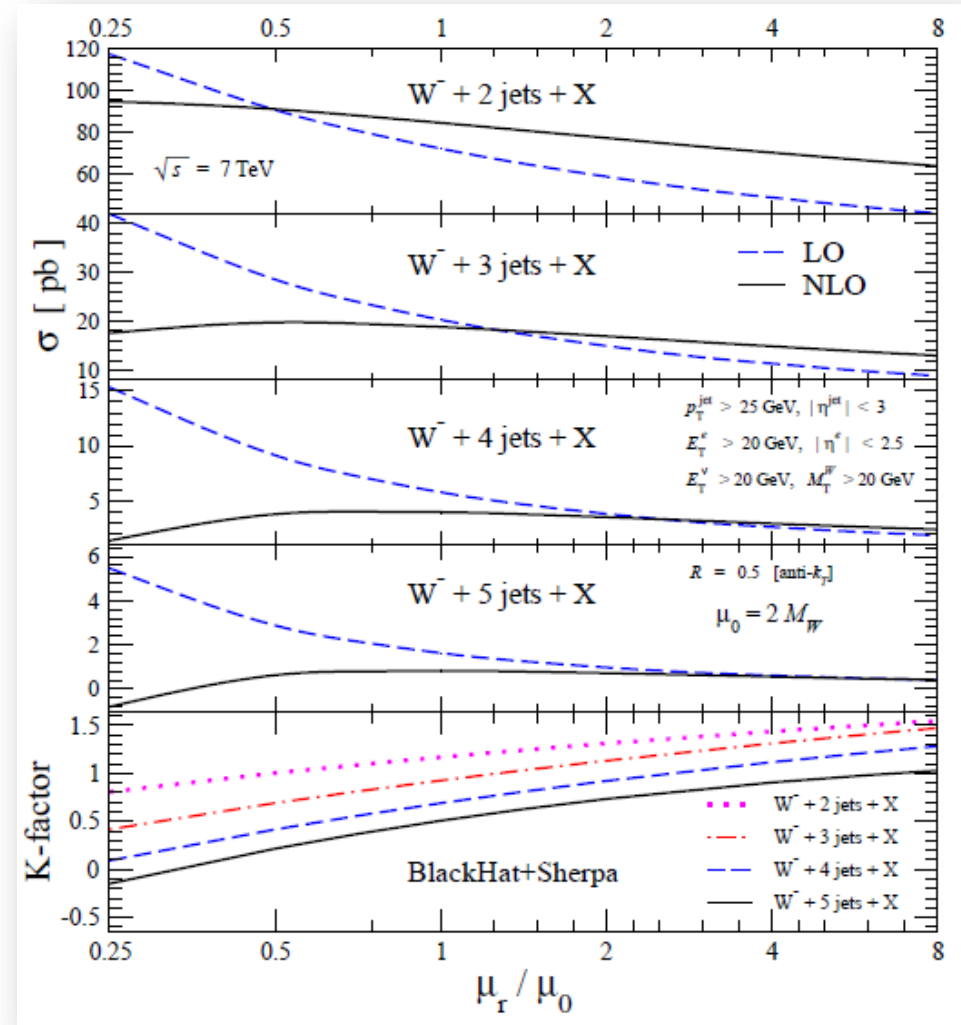 0.25 0.5 1 2 4 8
120
100
80
60
W⁻ + 2 jets + X
√s = 7 TeV
40
30
20
10
W⁻ + 3 jets + X
LO
NLO
σ [ pb ]
15
10
5
W⁻ + 4 jets + X
p_T^jet > 25 GeV, | η^jet | < 3
E_T^e > 20 GeV, | η^e | < 2.5
E_T^ν > 20 GeV, M_T^W > 20 GeV
6
4
2
0
W⁻ + 5 jets + X
R = 0.5 [anti-k_T]
μ₀ = 2 M_W
1.5
1
0.5
0
-0.5
K-factor
BlackHat+Sherpa
W⁻ + 2 jets + X
W⁻ + 3 jets + X
W⁻ + 4 jets + X
W⁻ + 5 jets + X
0.25 0.5 1 2 4 8
μ_r / μ₀